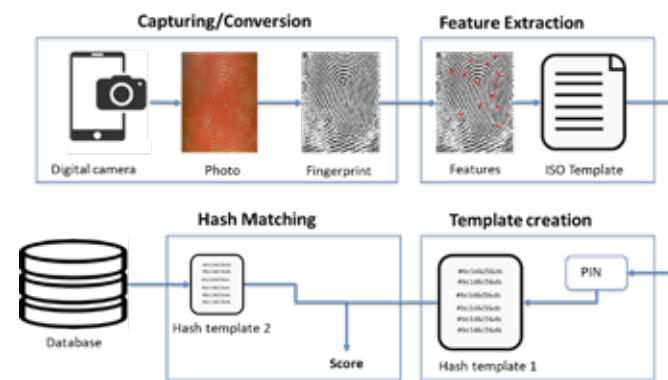 Capturing/Conversion
Feature Extraction
Digital camera
Photo
Fingerprint
Features
ISO Template
Hash Matching
Template creation
PIN
Database
Hash template 2
Score
Hash template 1